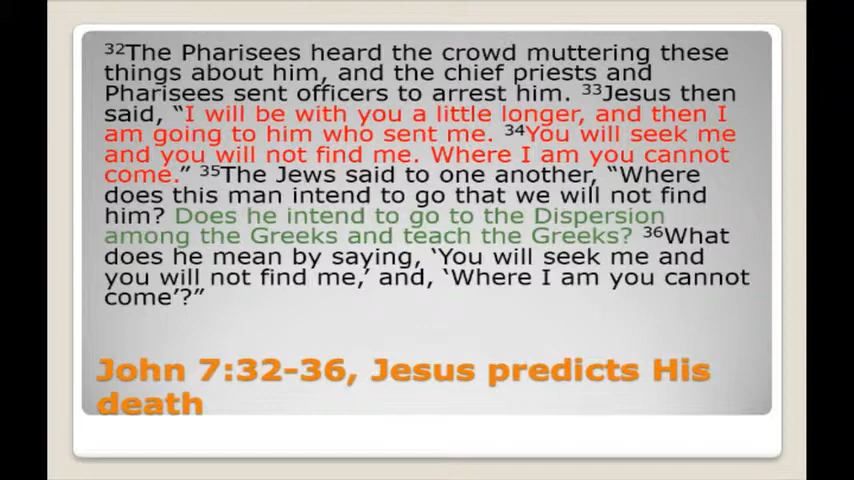 ³²The Pharisees heard the crowd muttering these
things about him, and the chief priests and
Pharisees sent officers to arrest him. ³³Jesus then
said, “I will be with you a little longer, and then I
am going to him who sent me. ³⁴You will seek me
and you will not find me. Where I am you cannot
come.” ³⁵The Jews said to one another, “Where
does this man intend to go that we will not find
him? Does he intend to go to the Dispersion
among the Greeks and teach the Greeks? ³⁶What
does he mean by saying, ‘You will seek me and
you will not find me,’ and, ‘Where I am you cannot
come’?”
John 7:32-36, Jesus predicts His
death